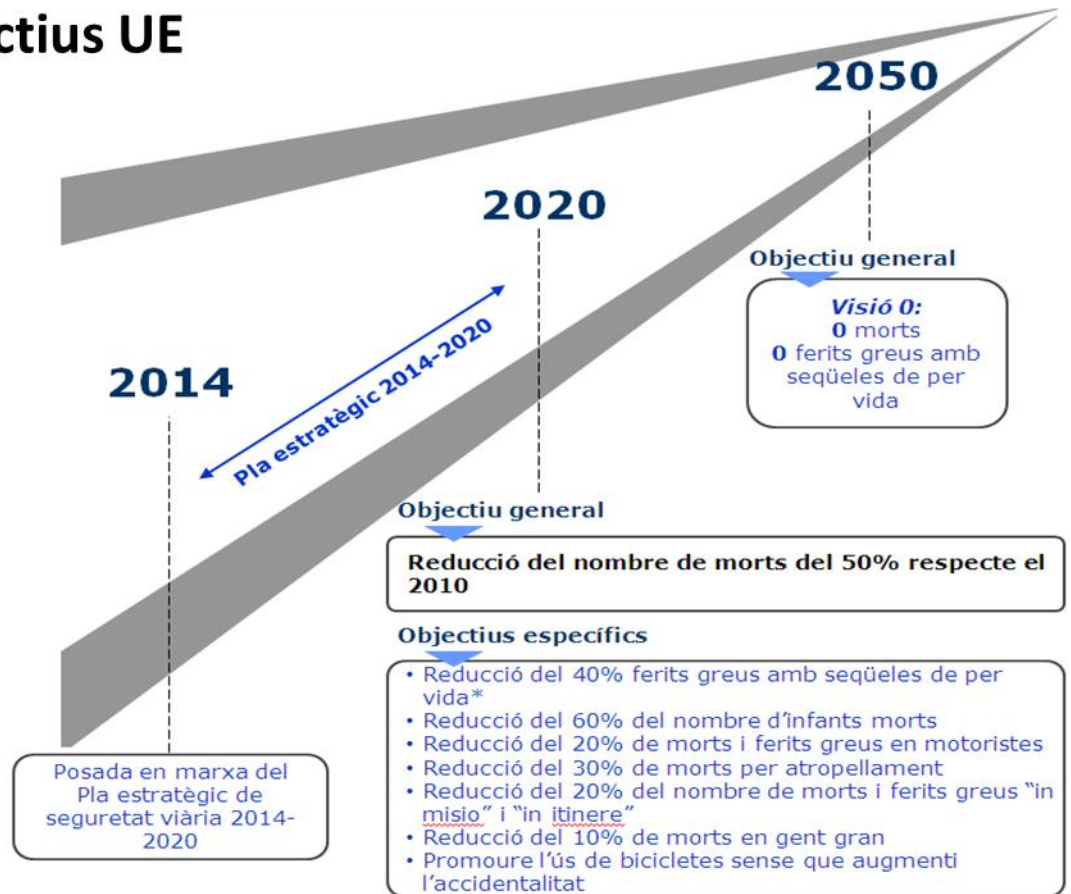 ctius UE
2050
2020
Objectiu general
Visió 0:
0 morts
0 ferits greus amb
seqüeles de per
vida
2014
Pla estratègic 2014-2020
Objectiu general
Reducció del nombre de morts del 50% respecte el
2010
Objectius específics
• Reducció del 40% ferits greus amb seqüeles de per
vida*
• Reducció del 60% del nombre d’infants morts
• Reducció del 20% de morts i ferits greus en motoristes
• Reducció del 30% de morts per atropellament
• Reducció del 20% del nombre de morts i ferits greus “in
misio” i “in itinere”
• Reducció del 10% de morts en gent gran
• Promoure l’ús de bicicletes sense que augmenti
l’accidentalitat
Posada en marxa del
Pla estratègic de
seguretat viària 2014-
2020